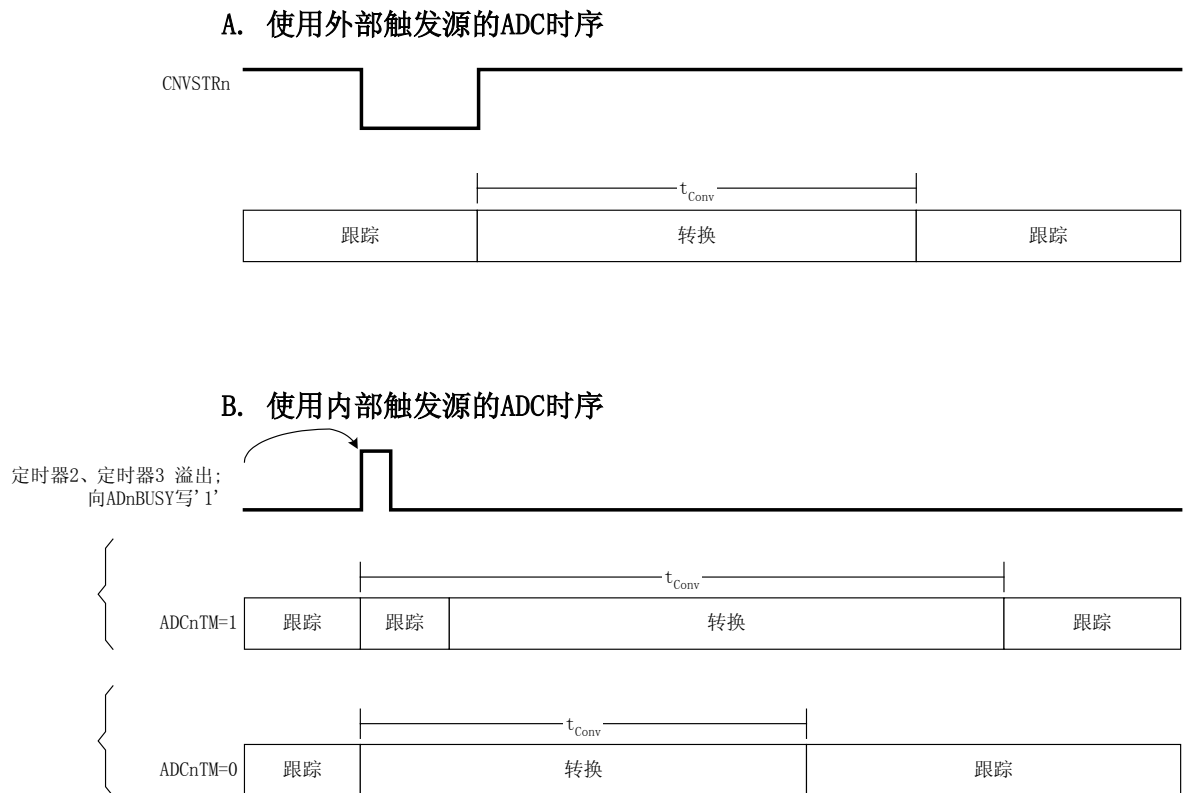 A. 使用外部触发源的ADC时序
CNVSTRn
tConv
跟踪 转换 跟踪
B. 使用内部触发源的ADC时序
定时器2、定时器3 溢出;
向ADnBUSY写'1'
tConv
ADCnTM=1 跟踪 跟踪 转换 跟踪
tConv
ADCnTM=0 跟踪 转换 跟踪